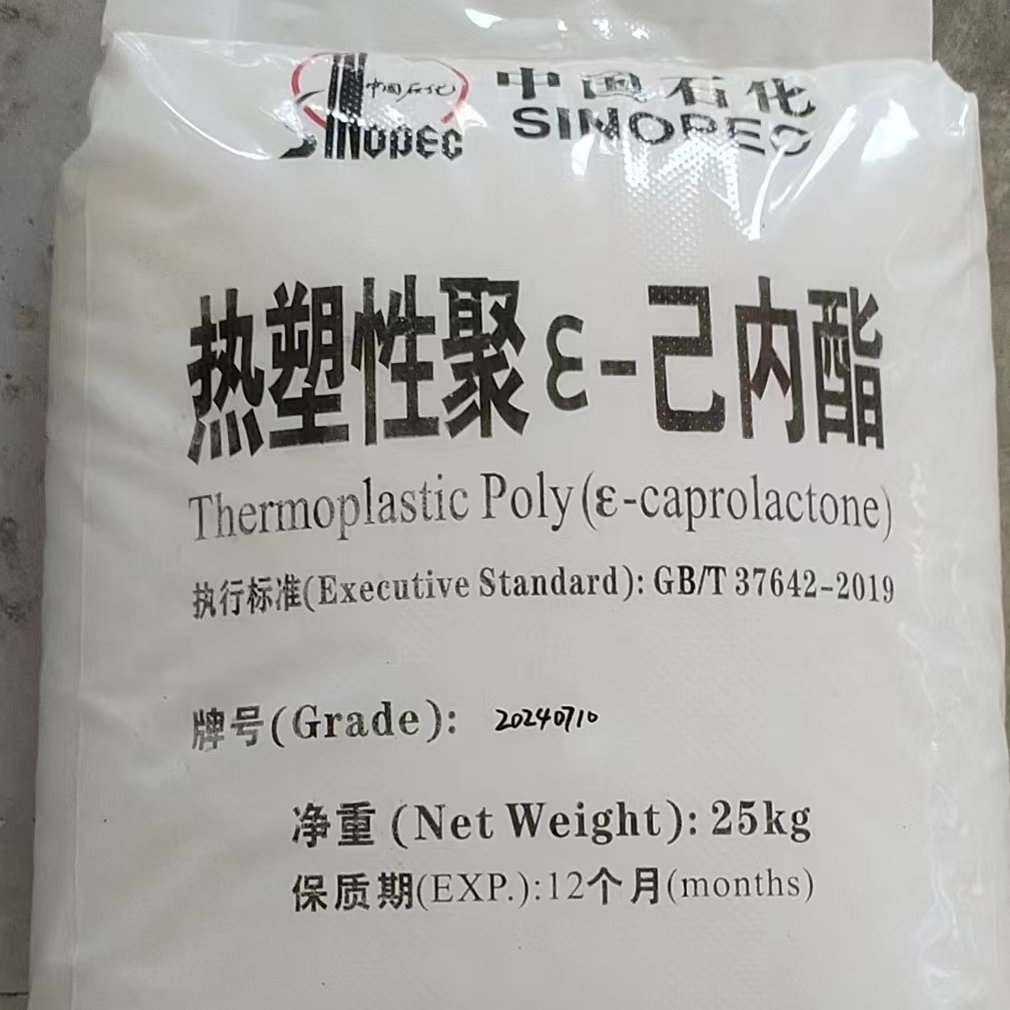 中国石化
SINOPEC
中国石化
SINOPEC
热塑性聚ε-己内酯
Thermoplastic Poly(ε-caprolactone)
执行标准(Executive Standard): GB/T 37642-2019
牌号(Grade): 20240710
净重(Net Weight): 25kg
保质期(EXP.):12个月(months)